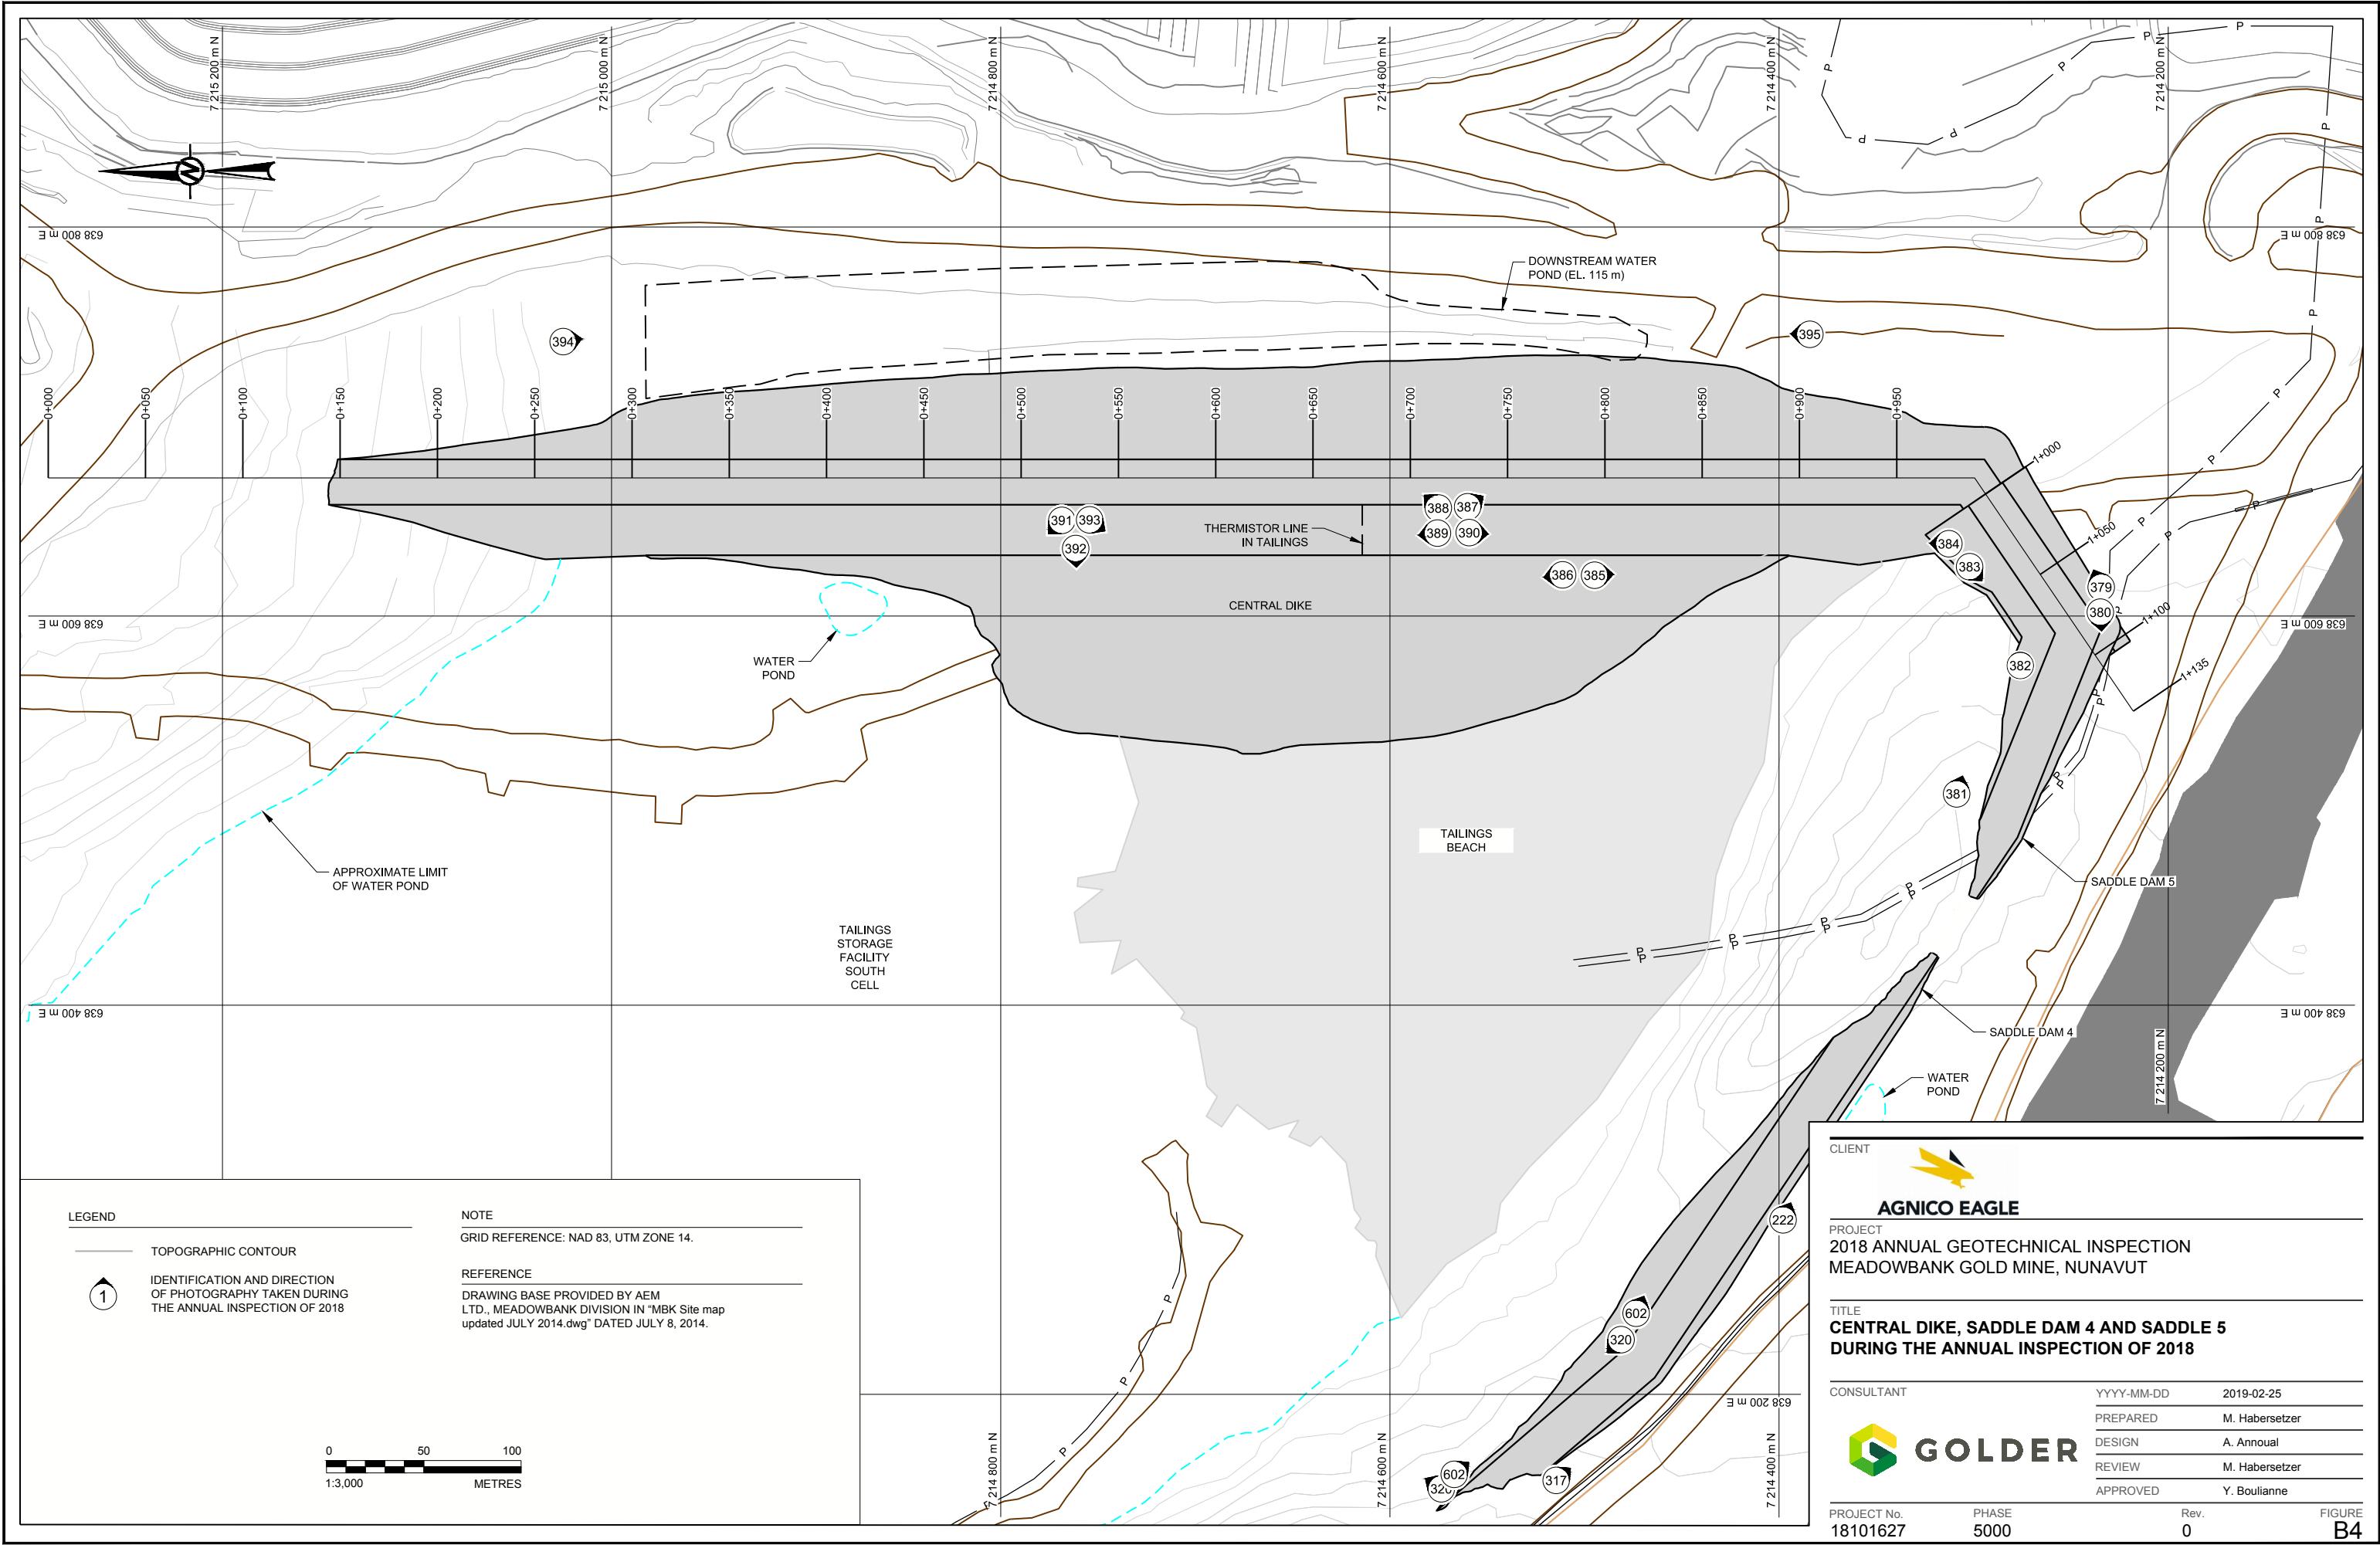 7 215 200 m N
7 215 000 m N
7 214 800 m N
7 214 600 m N
7 214 400 m N
7 214 200 m N
P
P
P
P
P
P
P
P
P
P
N
638 800 m E
638 800 m E
DOWNSTREAM WATER
POND (EL. 115 m)
394
395
0+000
0+050
0+100
0+150
0+200
0+250
0+300
0+350
0+400
0+450
0+500
0+550
0+600
0+650
0+700
0+750
0+800
0+850
0+900
0+950
1+000
1+050
1+100
1+135
P
P
P
P
P
391
393
392
THERMISTOR LINE
IN TAILINGS
388
387
389
390
386
385
384
383
379
380
382
381
CENTRAL DIKE
638 600 m E
638 600 m E
WATER
POND
P
P
P
P
P
TAILINGS
BEACH
APPROXIMATE LIMIT
OF WATER POND
SADDLE DAM 5
P
P
P
P
P
P
P
P
TAILINGS
STORAGE
FACILITY
SOUTH
CELL
638 400 m E
638 400 m E
SADDLE DAM 4
7 214 200 m N
WATER
POND
222
602
320
602
320
317
P
P
P
638 200 m E
7 214 800 m N
7 214 600 m N
7 214 400 m N
LEGEND
TOPOGRAPHIC CONTOUR
1
IDENTIFICATION AND DIRECTION
OF PHOTOGRAPHY TAKEN DURING
THE ANNUAL INSPECTION OF 2018
NOTE
GRID REFERENCE: NAD 83, UTM ZONE 14.
REFERENCE
DRAWING BASE PROVIDED BY AEM
LTD., MEADOWBANK DIVISION IN "MBK Site map
updated JULY 2014.dwg" DATED JULY 8, 2014.
0 50 100
1:3,000 METRES
CLIENT
AGNICO EAGLE
PROJECT
2018 ANNUAL GEOTECHNICAL INSPECTION
MEADOWBANK GOLD MINE, NUNAVUT
TITLE
CENTRAL DIKE, SADDLE DAM 4 AND SADDLE 5
DURING THE ANNUAL INSPECTION OF 2018
CONSULTANT
GOLDER
YYYY-MM-DD 2019-02-25
PREPARED M. Habersetzer
DESIGN A. Annoual
REVIEW M. Habersetzer
APPROVED Y. Boulianne
PROJECT No. PHASE Rev. FIGURE
18101627 5000 0 B4